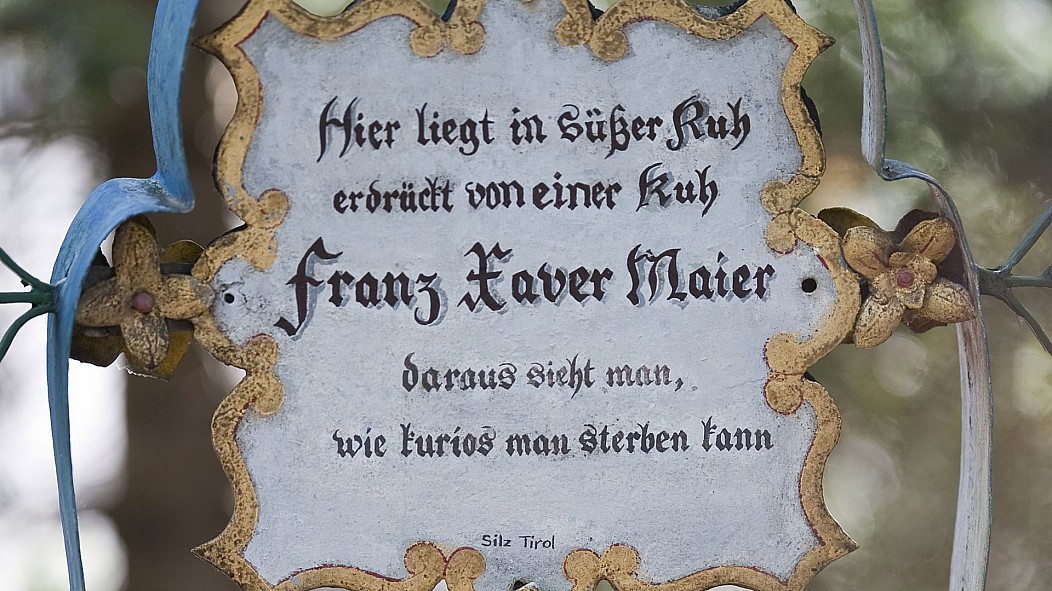 Hier liegt in süßer Ruh
erdrückt von einer Kuh
Franz Xaver Maier
daraus sieht man,
wie kurios man sterben kann
Silz Tirol